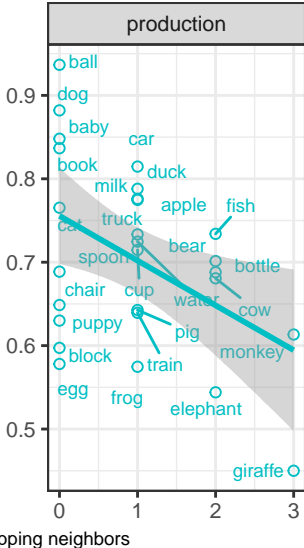 production
ball
dog
0.9
baby
car
book
duck
milk
0.8
apple
fish
truck
cat
bear
spoon
bottle
0.7
chair
cup
water
cow
puppy
pig
monkey
0.6
block
train
egg
frog
elephant
0.5
giraffe
0
1
2
3
oping neighbors